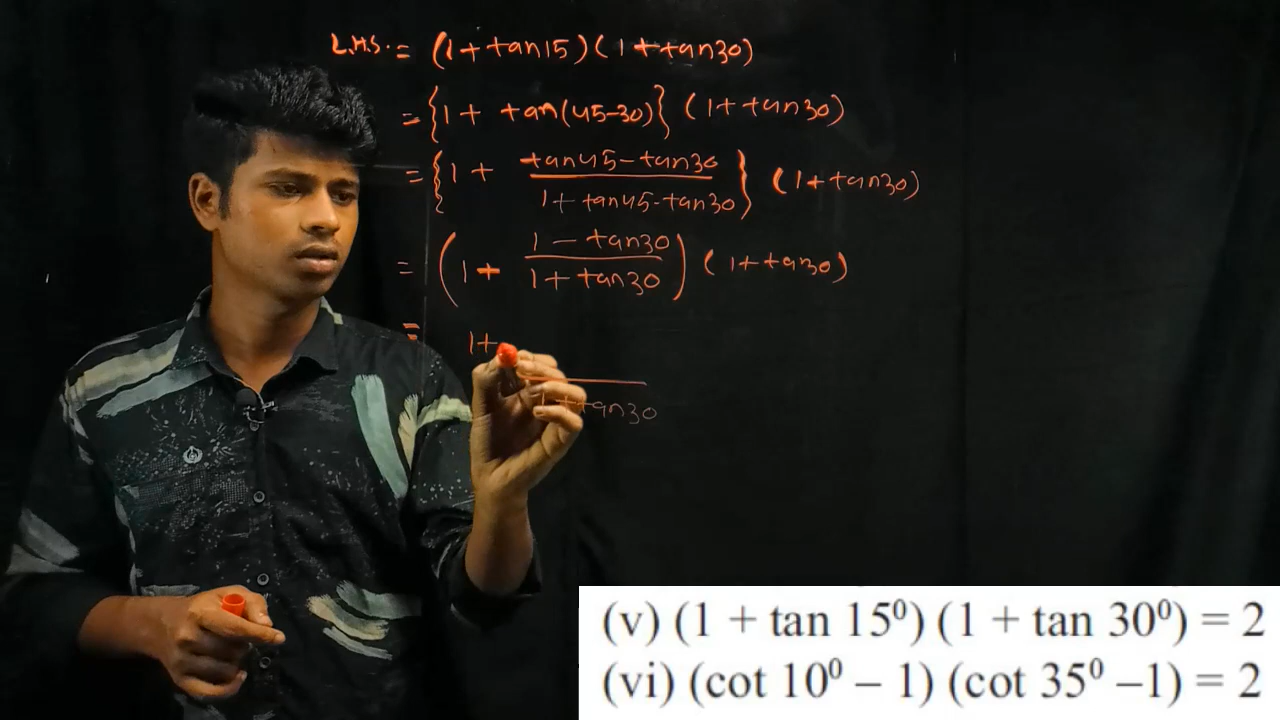 L.H.S. = (1 + tan15) (1 + tan30)
= {1 + tan(45-30)} (1 + tan30)
= {1 + tan45 - tan30 / 1 + tan45 - tan30} (1 + tan30)
= (1 + 1 - tan30 / 1 + tan30) (1 + tan30)
= 1+
1 + tan30
(v) (1 + tan 15⁰) (1 + tan 30⁰) = 2
(vi) (cot 10⁰ – 1) (cot 35⁰ –1) = 2